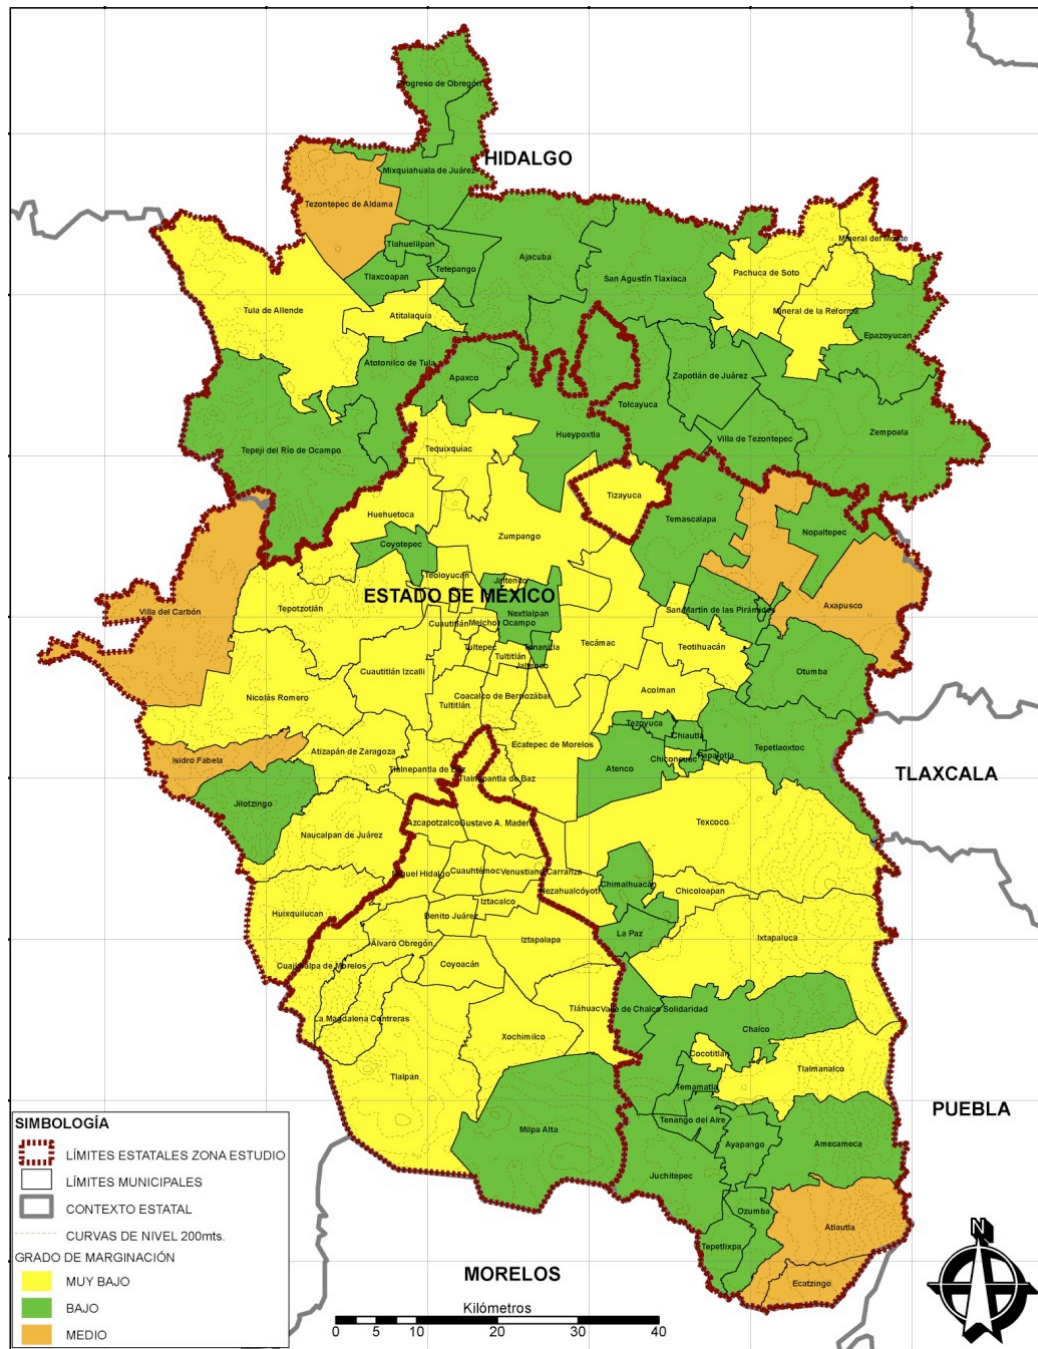 Progreso de Obregón
HIDALGO
Mixquiahuala de Juárez
Tezontepec de Aldama
Mineral del Monte
Tlahuelilpan
Ajacuba
Tetepango
Pachuca de Soto
Tlaxcoapan
San Agustín Tlaxiaca
Tula de Allende
Atitalaquia
Mineral de la Reforma
Epazoyucan
Atotonilco de Tula
Apaxco
Zapotlán de Juárez
Tolcayuca
Zempoala
Hueypoxtla
Villa de Tezontepec
Tepeji del Río de Ocampo
Tequixquiac
Tizayuca
Huehuetoca
Temascalapa
Nopaltepec
Zumpango
Coyotepec
Teoloyucan
Jaltenco
ESTADO DE MÉXICO
Axapusco
Tepotzotlán
Villa del Carbón
Nextlalpan
San Martín de las Pirámides
Cuautitlán
Melchor Ocampo
Tecámac
Teotihuacán
Tultepec
Tonanitla
Tultitlán
Jaltenco
Cuautitlán Izcalli
Otumba
Acolman
Nicolás Romero
Coacalco de Berriozábal
Tultitlán
Tezoyuca
Chiautla
Ecatepec de Morelos
Tepetlaoxtoc
Atizapán de Zaragoza
Papalotla
Chiconcuac
Isidro Fabela
Atenco
Tlalnepantla de Baz
Tlalnepantla de Baz
TLAXCALA
Jilotzingo
Azcapotzalco
Gustavo A. Madero
Texcoco
Naucalpan de Juárez
Miguel Hidalgo
Cuauhtémoc
Venustiano Carranza
Chimalhuacán
Nezahualcóyotl
Chicoloapan
Iztacalco
Huixquilucan
Benito Juárez
La Paz
Iztapalapa
Ixtapaluca
Álvaro Obregón
Coyoacán
Cuajimalpa de Morelos
Tláhuac
Valle de Chalco Solidaridad
La Magdalena Contreras
Chalco
Xochimilco
Cocotitlán
Tlalmanalco
Tlalpan
Temamatla
PUEBLA
Milpa Alta
Tenango del Aire
Ayapango
Amecameca
Juchitepec
Ozumba
Atlautla
Tepetlixpa
Ecatzingo
MORELOS
SIMBOLOGÍA
LÍMITES ESTATALES ZONA ESTUDIO
LÍMITES MUNICIPALES
CONTEXTO ESTATAL
CURVAS DE NIVEL 200mts.
GRADO DE MARGINACIÓN
MUY BAJO
BAJO
MEDIO
Kilómetros
0 5 10 20 30 40
N